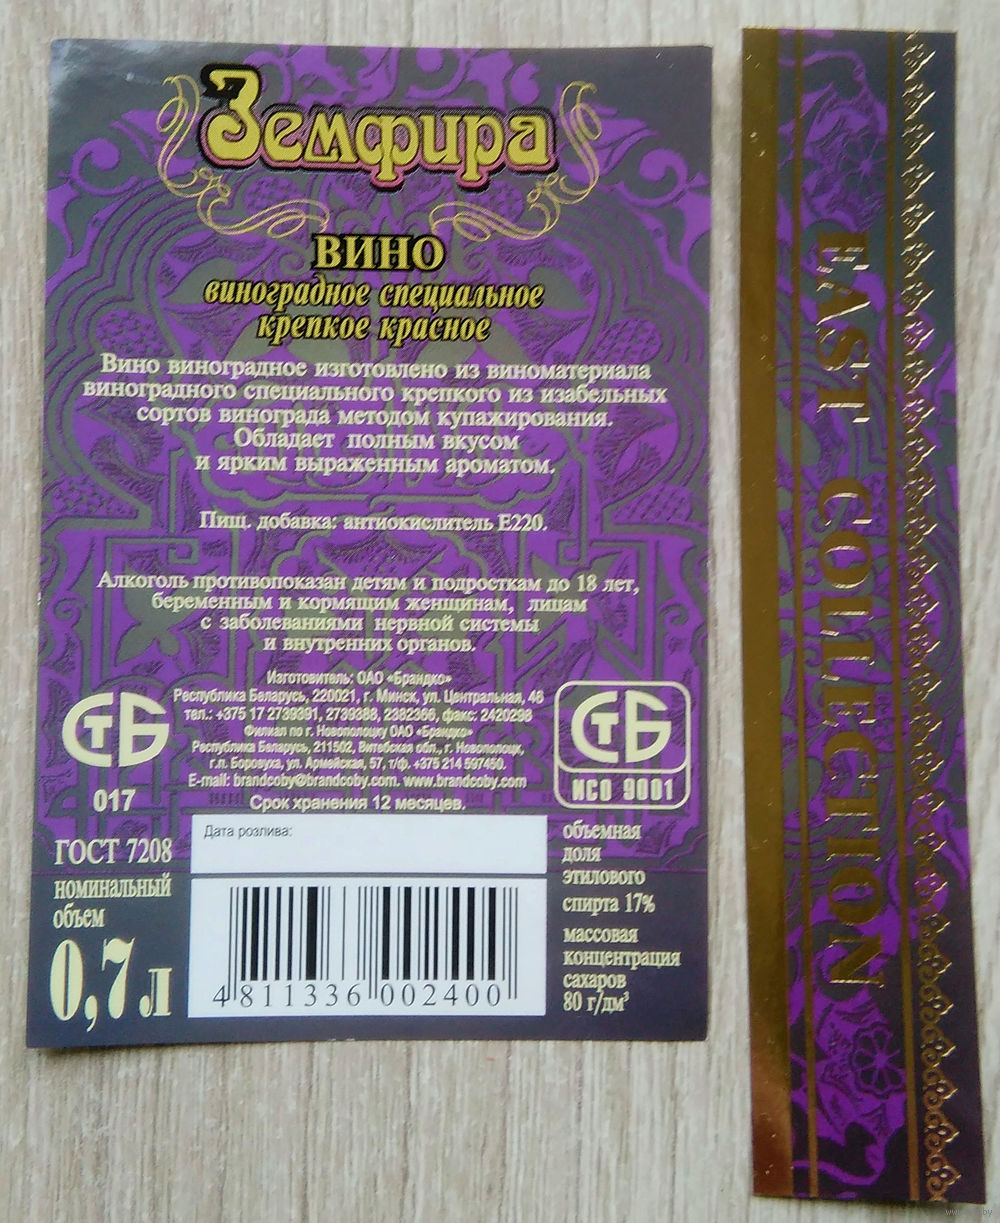 Земфира
ВИНО
виноградное специальное
крепкое красное
Вино виноградное изготовлено из виноматериала
виноградного специального крепкого из изабельных
сортов винограда методом купажирования.
Обладает полным вкусом
и ярким выраженным ароматом.
Пищ. добавка: антиокислитель Е220.
Алкоголь противопоказан детям и подросткам до 18 лет,
беременным и кормящим женщинам, лицам
с заболеваниями нервной системы
и внутренних органов.
Изготовитель: ОАО «Брандко»
Республика Беларусь, 220021, г. Минск, ул. Центральная, 46
тел.: +375 17 2739391, 2739388, 2382366, факс: 2420298
Филиал по г. Новополоцку ОАО «Брандко»
Республика Беларусь, 211502, Витебская обл., г. Новополоцк,
г.п. Боровуха, ул. Армейская, 57, т/ф. +375 214 597450.
E-mail: brandcoby@brandcoby.com. www.brandcoby.com
Срок хранения 12 месяцев.
СТБ
017
СТБ
ИСО 9001
ГОСТ 7208
номинальный
объем
0,7 л
Дата розлива:
4 811336 002400
объемная
доля
этилового
спирта 17%
массовая
концентрация
сахаров
80 г/дм³
EAST COLLECTION